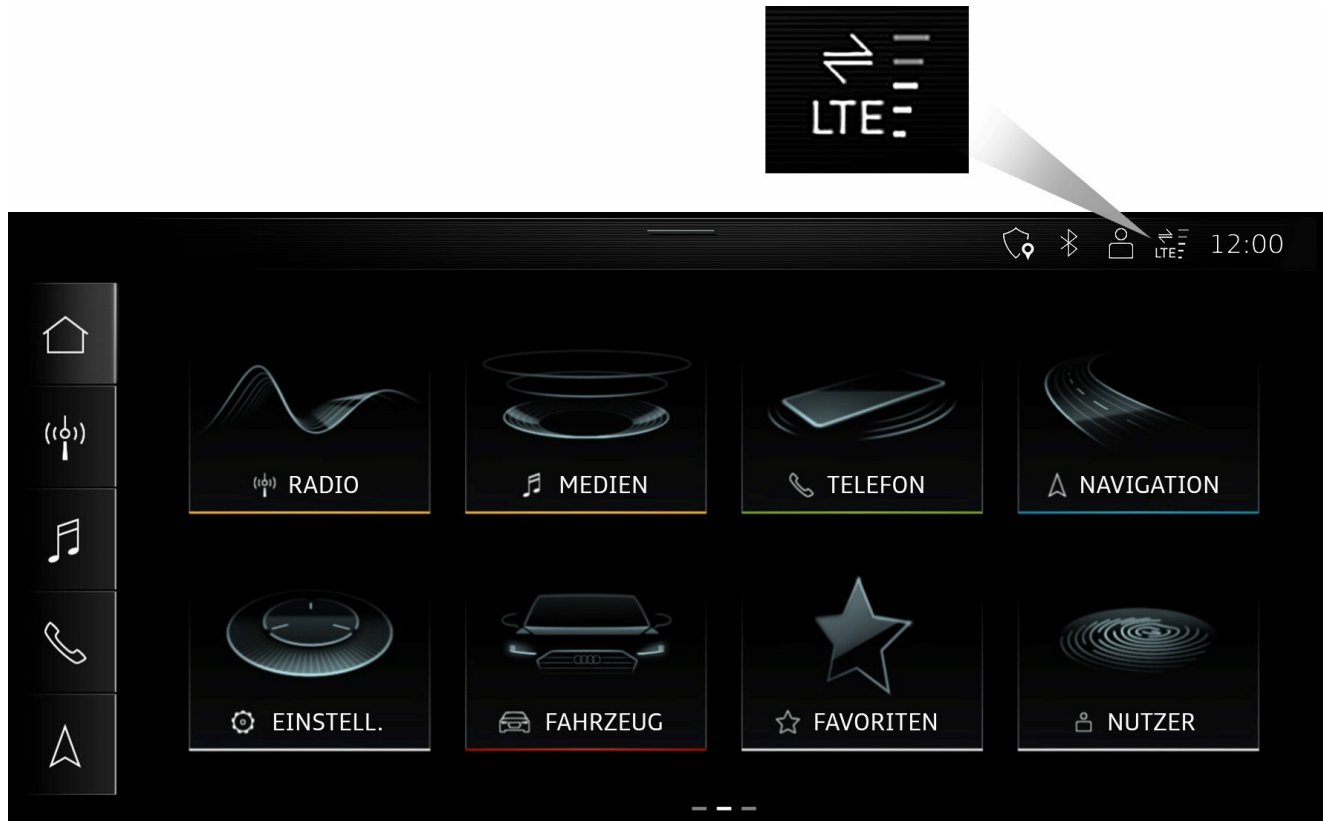 LTE
LTE 12:00
RADIO MEDIEN TELEFON NAVIGATION
EINSTELL. FAHRZEUG FAVORITEN NUTZER